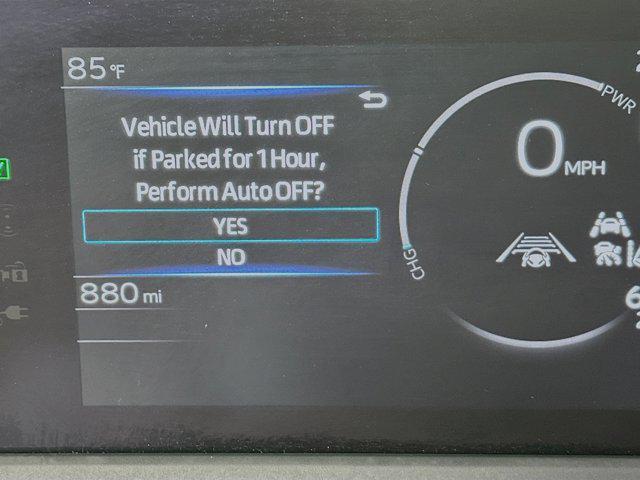 85 °F
Vehicle Will Turn OFF
if Parked for 1 Hour,
Perform Auto OFF?
YES
NO
880 mi
PWR
0 MPH
CHG